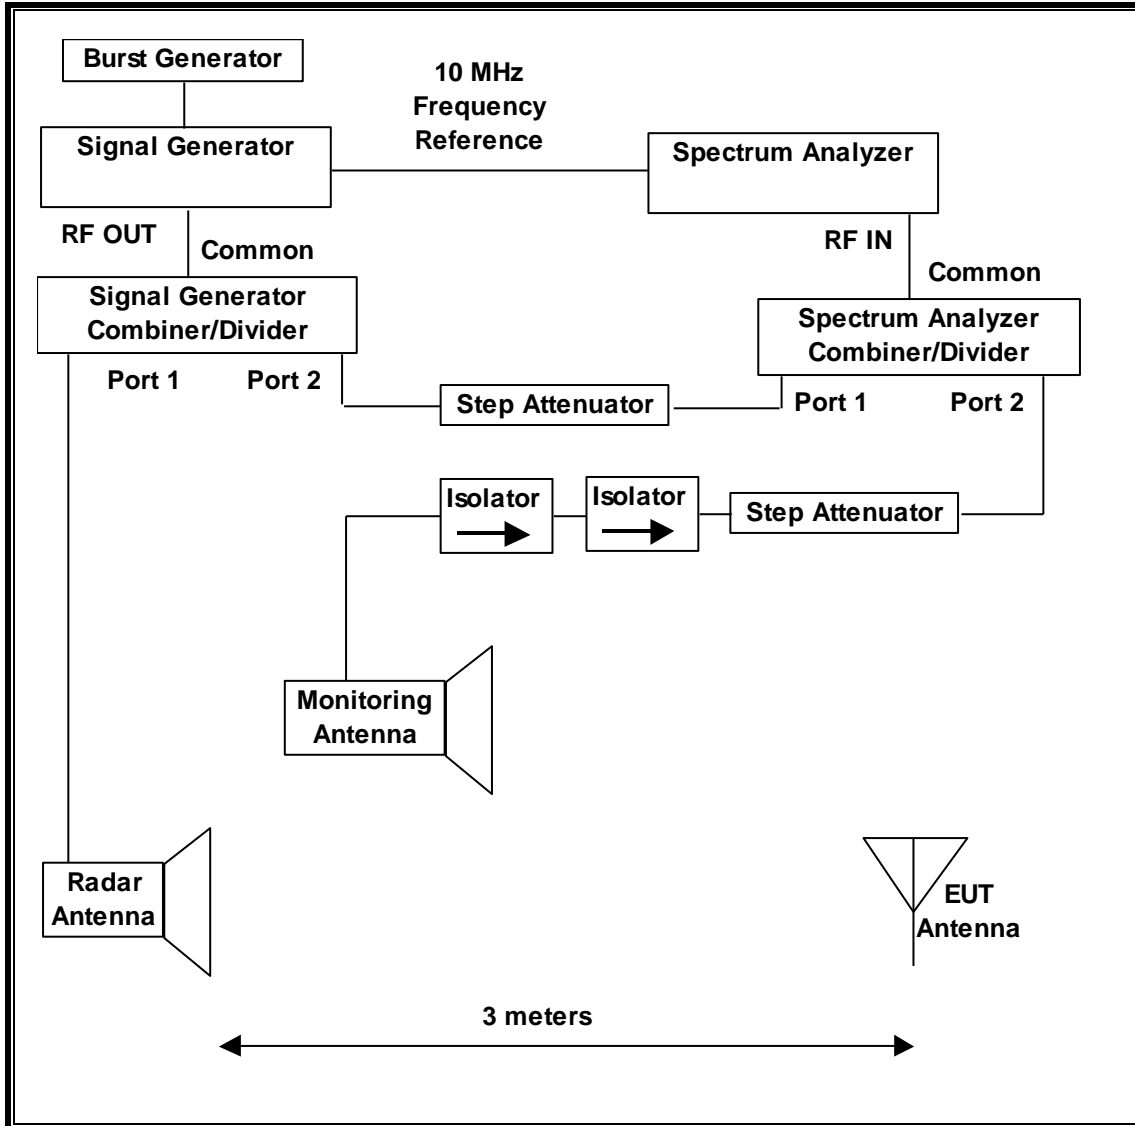 Burst Generator
10 MHz
Frequency
Reference
Signal Generator
Spectrum Analyzer
RF OUT
Common
RF IN
Common
Signal Generator
Combiner/Divider
Spectrum Analyzer
Combiner/Divider
Port 1
Port 2
Step Attenuator
Port 1
Port 2
Isolator
Isolator
Step Attenuator
Monitoring
Antenna
Radar
Antenna
EUT
Antenna
3 meters